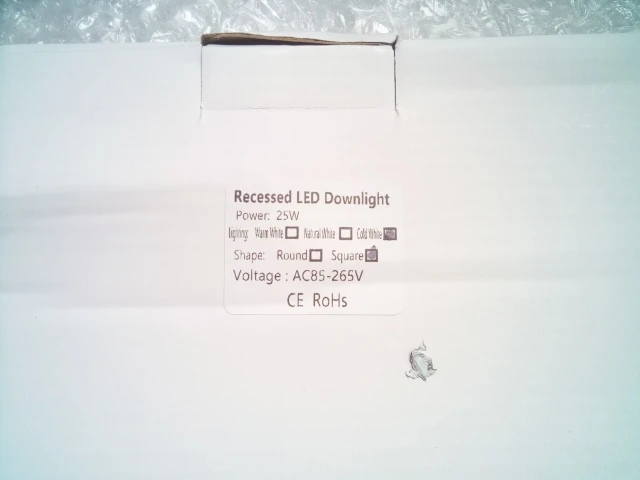 Recessed LED Downlight
Power: 25W
Lighting: Warm White Natural White Cold White
Shape: Round Square
Voltage : AC85-265V
CE RoHs